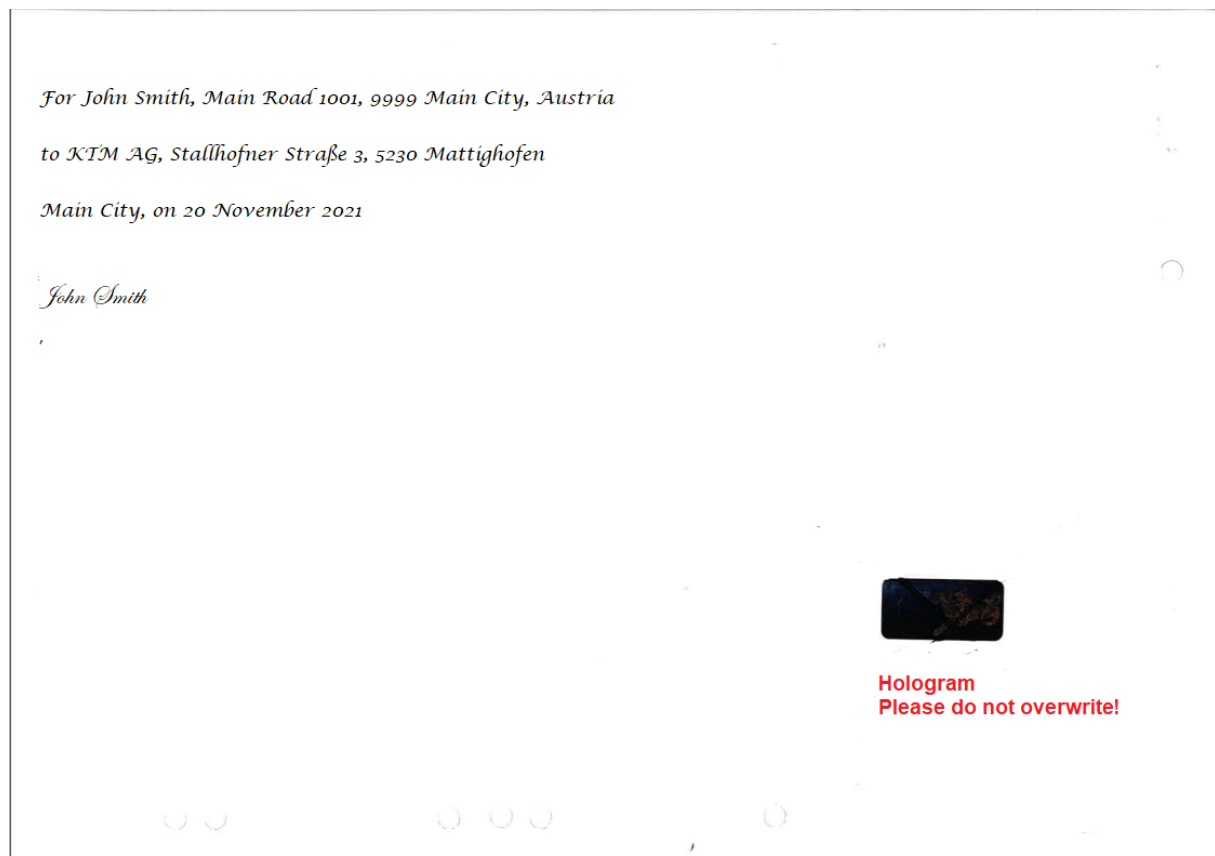 For John Smith, Main Road 1001, 9999 Main City, Austria
to KTM AG, Stallhofner Straße 3, 5230 Mattighofen
Main City, on 20 November 2021
John Smith
Hologram
Please do not overwrite!